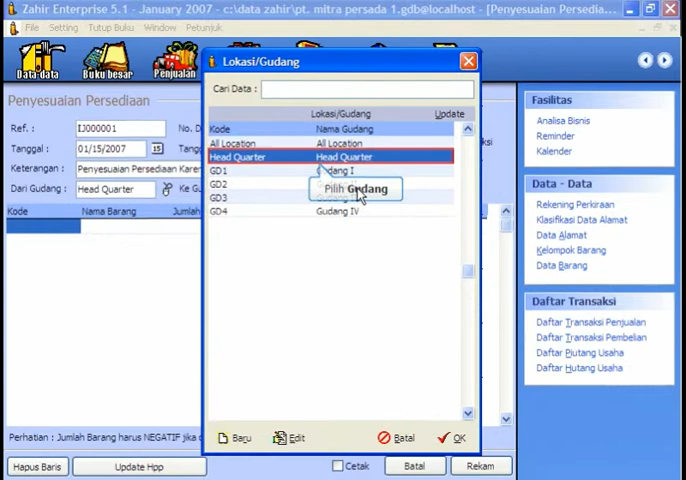 Zahir Enterprise 5.1 - January 2007 - c:\data zahir\pt. mitra persada 1.gdb@localhost - [Penyesuaian Persedia...
File Setting Tutup Buku Window Petunjuk
Data-data Buku besar Penjualan
Penyesuaian Persediaan
Ref. : IJ000001 No. D
Tanggal : 01/15/2007 15 Tang
Keterangan : Penyesuaian Persediaan Karen
Dari Gudang : Head Quarter Ke Gu
Kode Nama Barang Jumlah
Perhatian : Jumlah Barang harus NEGATIF jika d
Hapus Baris Update Hpp Cetak Batal Rekam
Lokasi/Gudang
Cari Data :
Lokasi/Gudang Update
Kode Nama Gudang
All Location All Location
Head Quarter Head Quarter
GD1 Gudang I
GD2
Pilih Gudang
GD3
GD4 Gudang IV
Baru Edit Batal OK
Fasilitas
Analisa Bisnis
Reminder
Kalender
Data - Data
Rekening Perkiraan
Klasifikasi Data Alamat
Data Alamat
Kelompok Barang
Data Barang
Daftar Transaksi
Daftar Transaksi Penjualan
Daftar Transaksi Pembelian
Daftar Piutang Usaha
Daftar Hutang Usaha